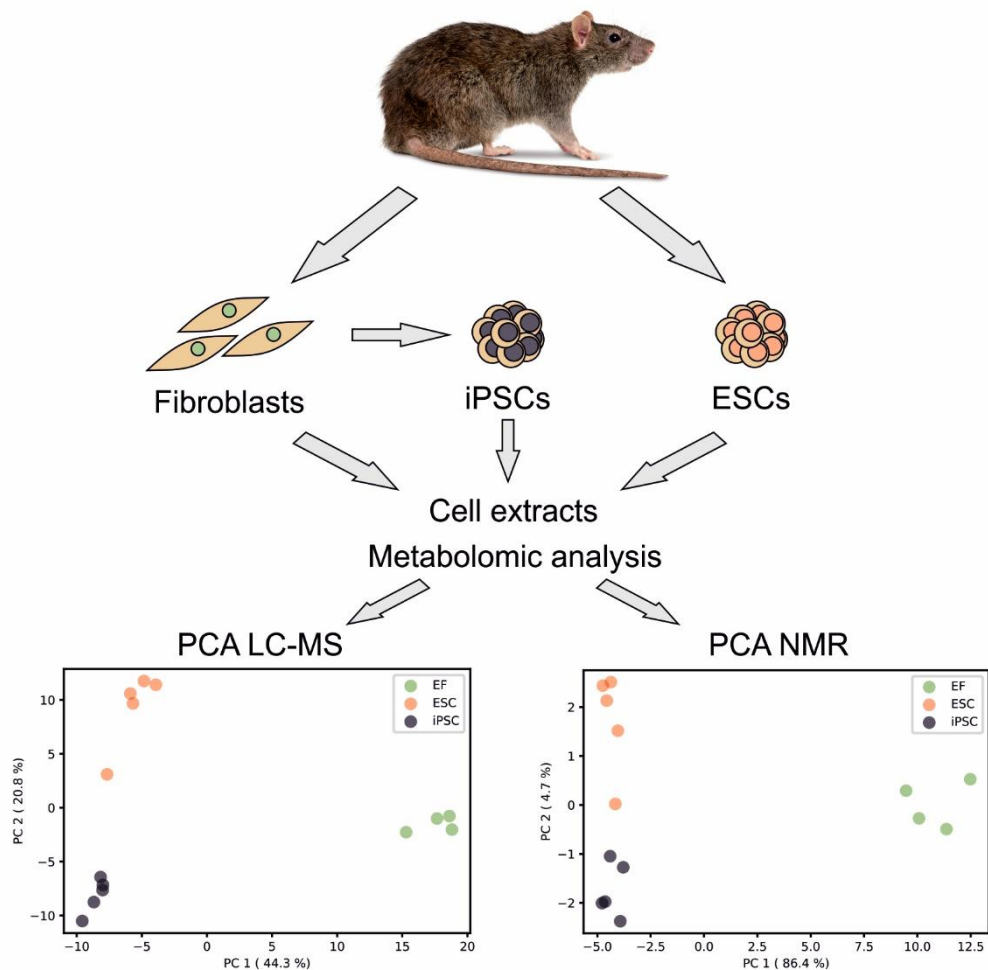 Fibroblasts
iPSCs
ESCs
Cell extracts
Metabolomic analysis
PCA LC-MS
PC 2 ( 20.8 %)
10
5
0
−5
−10
EF
ESC
iPSC
−10
−5
0
5
10
15
20
PC 1 ( 44.3 %)
PCA NMR
PC 2 ( 4.7 %)
2
1
0
−1
−2
EF
ESC
iPSC
−5.0
−2.5
0.0
2.5
5.0
7.5
10.0
12.5
PC 1 ( 86.4 %)